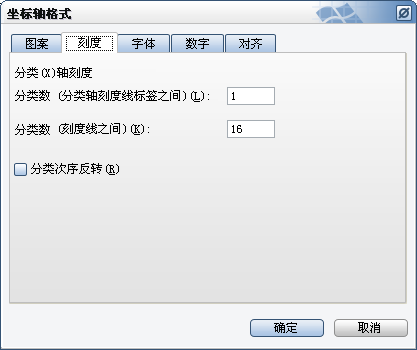 坐标轴格式
图案 刻度 字体 数字 对齐
分类(X)轴刻度
分类数 (分类轴刻度线标签之间)(L): 1
分类数 (刻度线之间)(K): 16
分类次序反转(R)
确定 取消